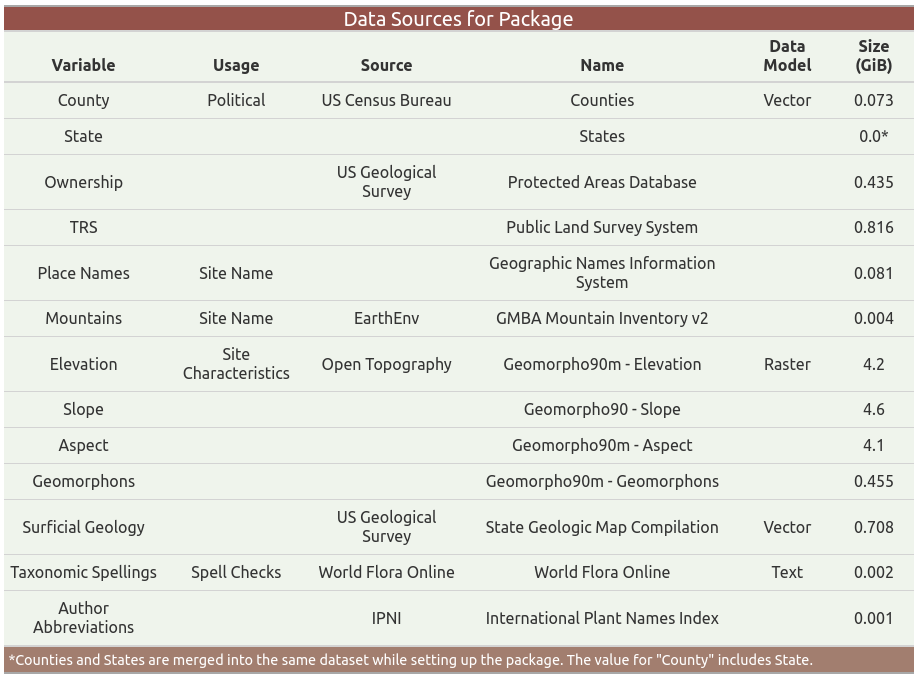 Data Sources for Package
Variable Usage Source Name Data Model Size (GiB)
County Political US Census Bureau Counties Vector 0.073
State States 0.0*
Ownership US Geological Survey Protected Areas Database 0.435
TRS Public Land Survey System 0.816
Place Names Site Name Geographic Names Information System 0.081
Mountains Site Name EarthEnv GMBA Mountain Inventory v2 0.004
Elevation Site Characteristics Open Topography Geomorpho90m - Elevation Raster 4.2
Slope Geomorpho90 - Slope 4.6
Aspect Geomorpho90m - Aspect 4.1
Geomorphons Geomorpho90m - Geomorphons 0.455
Surficial Geology US Geological Survey State Geologic Map Compilation Vector 0.708
Taxonomic Spellings Spell Checks World Flora Online World Flora Online Text 0.002
Author Abbreviations IPNI International Plant Names Index 0.001
*Counties and States are merged into the same dataset while setting up the package. The value for "County" includes State.